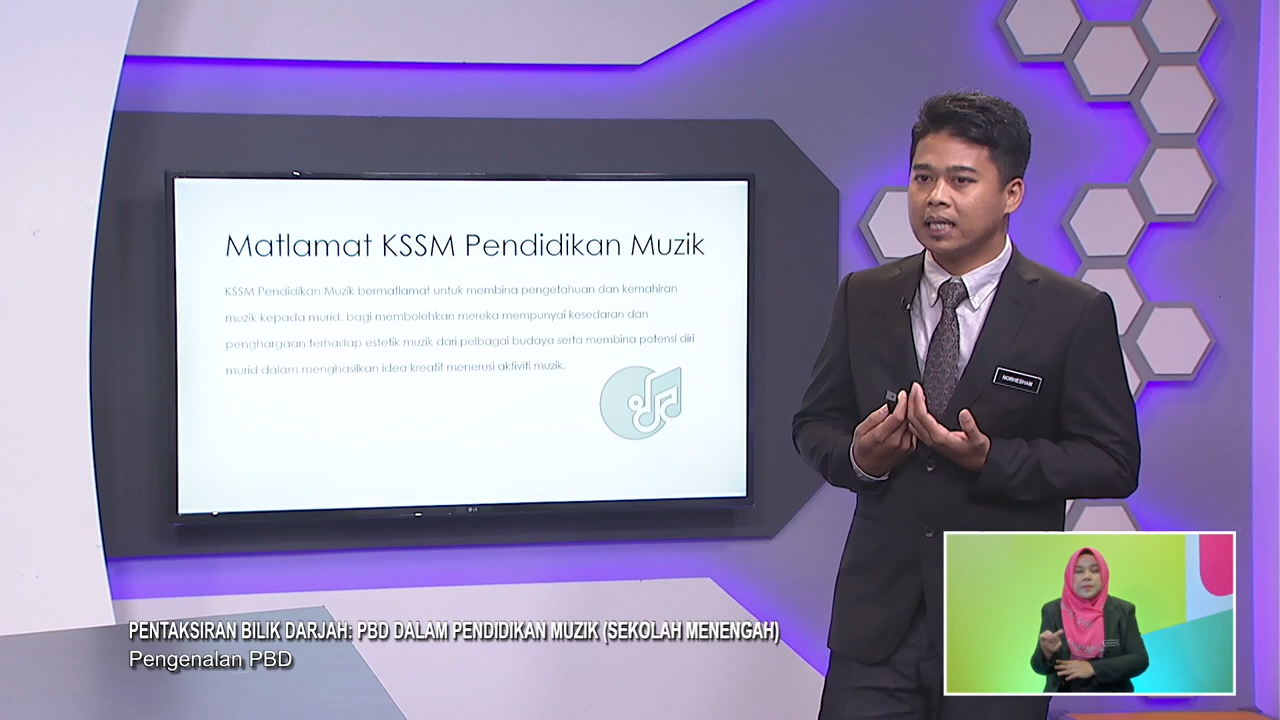 Matlamat KSSM Pendidikan Muzik
KSSM Pendidikan Muzik bermatlamat untuk membina pengetahuan dan kemahiran
muzik kepada murid, bagi membolehkan mereka mempunyai kesedaran dan
penghargaan terhadap estetik muzik dari pelbagai budaya serta membina potensi diri
murid dalam menghasilkan idea kreatif menerusi aktiviti muzik.
LG
NORHESHAM
PENTAKSIRAN BILIK DARJAH: PBD DALAM PENDIDIKAN MUZIK (SEKOLAH MENENGAH)
Pengenalan PBD